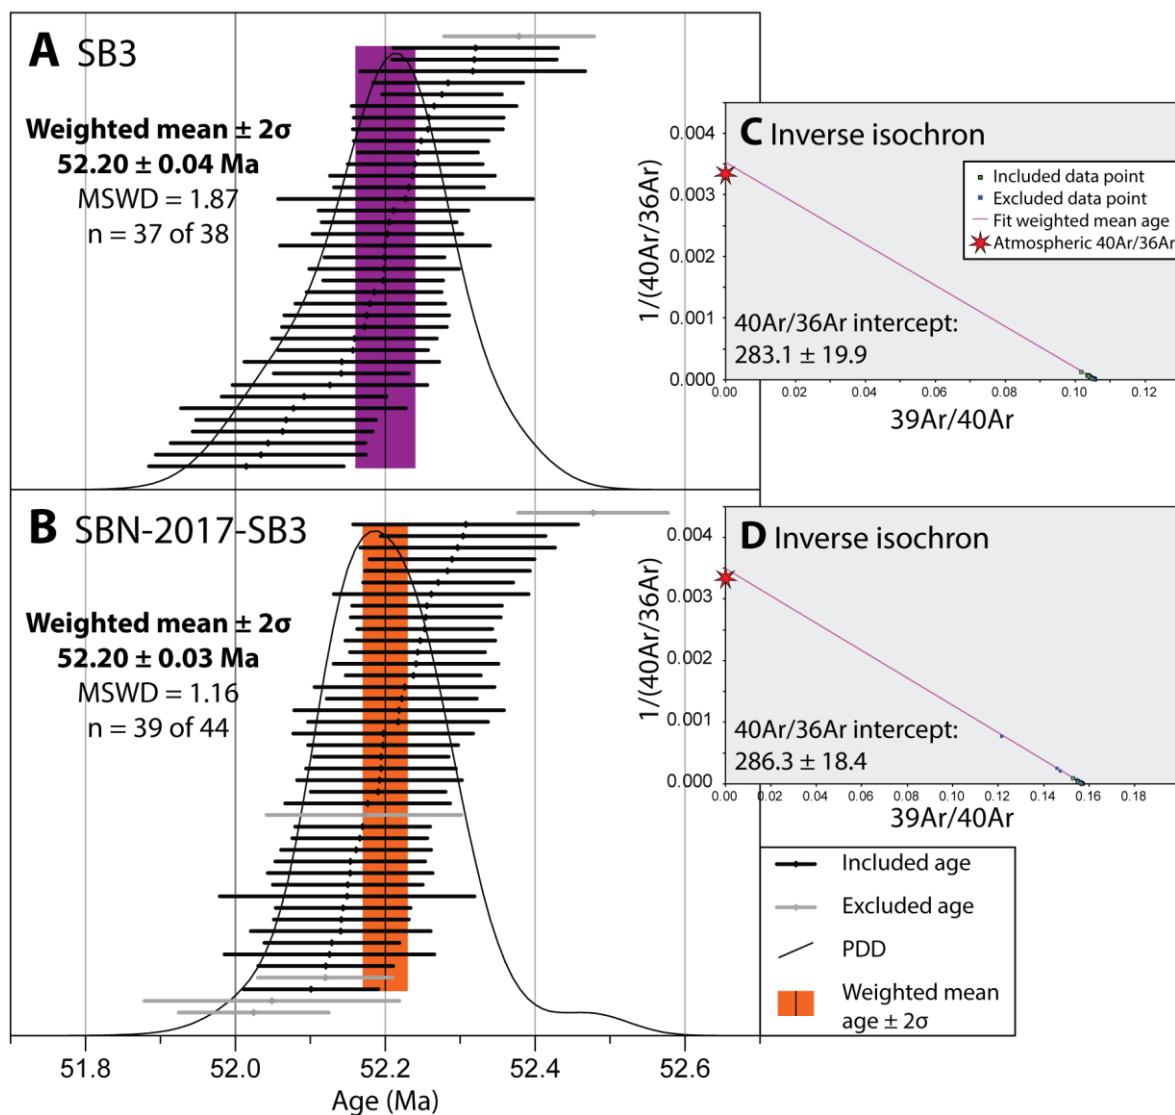 A SB3
Weighted mean ± 2σ
52.20 ± 0.04 Ma
MSWD = 1.87
n = 37 of 38
B SBN-2017-SB3
Weighted mean ± 2σ
52.20 ± 0.03 Ma
MSWD = 1.16
n = 39 of 44
51.8 52.0 52.2 52.4 52.6
Age (Ma)
C Inverse isochron
Included data point
Excluded data point
Fit weighted mean age
Atmospheric 40Ar/36Ar
1/(40Ar/36Ar)
0.004
0.003
0.002
0.001
0.000
40Ar/36Ar intercept:
283.1 ± 19.9
0.00 0.02 0.04 0.06 0.08 0.10 0.12
39Ar/40Ar
D Inverse isochron
1/(40Ar/36Ar)
0.004
0.003
0.002
0.001
0.000
40Ar/36Ar intercept:
286.3 ± 18.4
0.00 0.02 0.04 0.06 0.08 0.10 0.12 0.14 0.16 0.18
39Ar/40Ar
Included age
Excluded age
PDD
Weighted mean
age ± 2σ